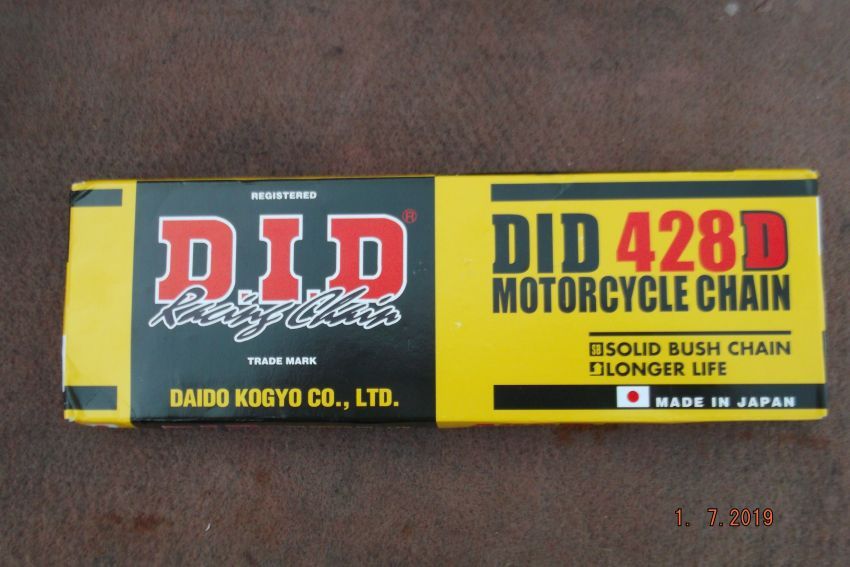 REGISTERED
D.I.D®
Racing Chain
TRADE MARK
DAIDO KOGYO CO., LTD.
DID 428D
MOTORCYCLE CHAIN
SB SOLID BUSH CHAIN
LONGER LIFE
MADE IN JAPAN
1. 7.2019